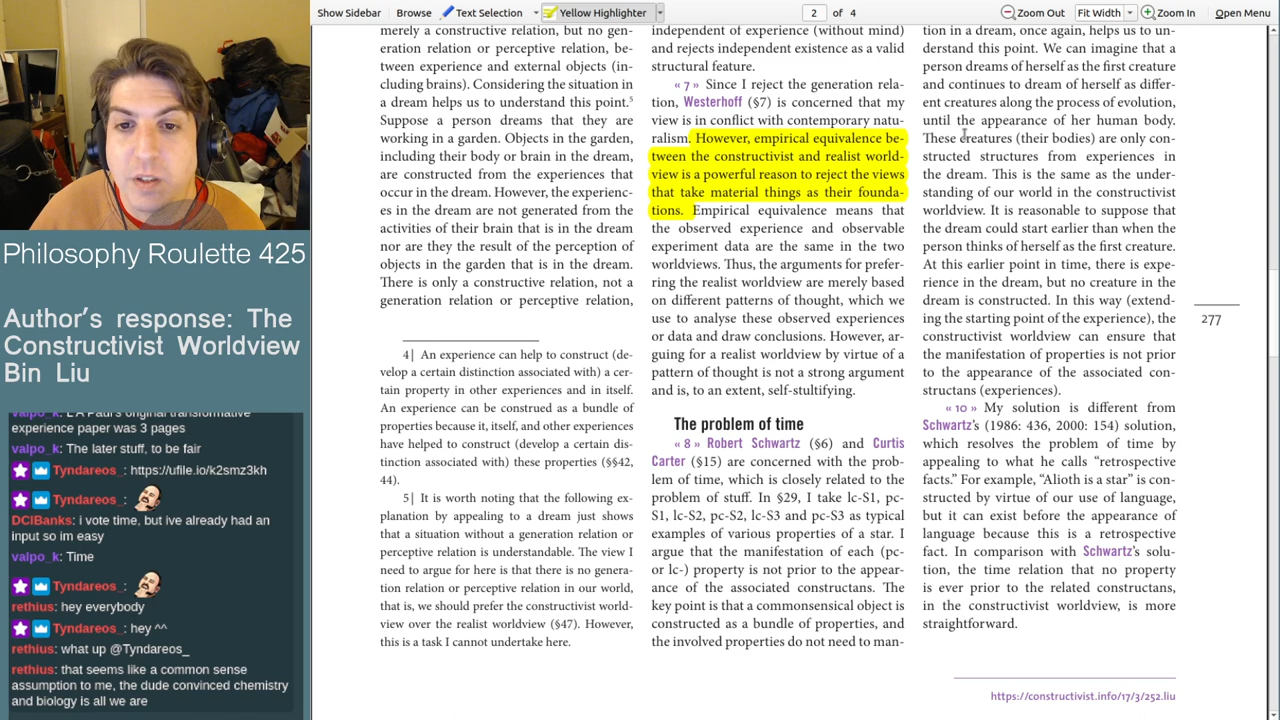 Show Sidebar Browse Text Selection Yellow Highlighter 2 of 4 Zoom Out Fit Width Zoom In Open Menu
Philosophy Roulette 425
Author's response: The
Constructivist Worldview
Bin Liu
valpo_k: L A Paul's original transformative
experience paper was 3 pages
valpo_k: The later stuff, to be fair
Tyndareos_: https://ufile.io/k2smz3kh
Tyndareos_:
DCIBanks: i vote time, but ive already had an
input so im easy
valpo_k: Time
Tyndareos_:
rethius: hey everybody
Tyndareos_: hey ^^
rethius: what up @Tyndareos_
rethius: that seems like a common sense
assumption to me, the dude convinced chemistry
and biology is all we are
merely a constructive relation, but no gen-
eration relation or perceptive relation, be-
tween experience and external objects (in-
cluding brains). Considering the situation in
a dream helps us to understand this point.⁵
Suppose a person dreams that they are
working in a garden. Objects in the garden,
including their body or brain in the dream,
are constructed from the experiences that
occur in the dream. However, the experienc-
es in the dream are not generated from the
activities of their brain that is in the dream
nor are they the result of the perception of
objects in the garden that is in the dream.
There is only a constructive relation, not a
generation relation or perceptive relation,
4| An experience can help to construct (de-
velop a certain distinction associated with) a cer-
tain property in other experiences and in itself.
An experience can be construed as a bundle of
properties because it, itself, and other experiences
have helped to construct (develop a certain dis-
tinction associated with) these properties (§§42,
44).
5| It is worth noting that the following ex-
planation by appealing to a dream just shows
that a situation without a generation relation or
perceptive relation is understandable. The view I
need to argue for here is that there is no genera-
tion relation or perceptive relation in our world,
that is, we should prefer the constructivist world-
view over the realist worldview (§47). However,
this is a task I cannot undertake here.
independent of experience (without mind)
and rejects independent existence as a valid
structural feature.
« 7 » Since I reject the generation rela-
tion, Westerhoff (§7) is concerned that my
view is in conflict with contemporary natu-
ralism. However, empirical equivalence be-
tween the constructivist and realist world-
view is a powerful reason to reject the views
that take material things as their founda-
tions. Empirical equivalence means that
the observed experience and observable
experiment data are the same in the two
worldviews. Thus, the arguments for prefer-
ring the realist worldview are merely based
on different patterns of thought, which we
use to analyse these observed experiences
or data and draw conclusions. However, ar-
guing for a realist worldview by virtue of a
pattern of thought is not a strong argument
and is, to an extent, self-stultifying.
The problem of time
« 8 » Robert Schwartz (§6) and Curtis
Carter (§15) are concerned with the prob-
lem of time, which is closely related to the
problem of stuff. In §29, I take lc-S1, pc-
S1, lc-S2, pc-S2, lc-S3 and pc-S3 as typical
examples of various properties of a star. I
argue that the manifestation of each (pc-
or lc-) property is not prior to the appear-
ance of the associated constructans. The
key point is that a commonsensical object is
constructed as a bundle of properties, and
the involved properties do not need to man-
tion in a dream, once again, helps us to un-
derstand this point. We can imagine that a
person dreams of herself as the first creature
and continues to dream of herself as differ-
ent creatures along the process of evolution,
until the appearance of her human body.
These creatures (their bodies) are only con-
structed structures from experiences in
the dream. This is the same as the under-
standing of our world in the constructivist
worldview. It is reasonable to suppose that
the dream could start earlier than when the
person thinks of herself as the first creature.
At this earlier point in time, there is expe-
rience in the dream, but no creature in the
dream is constructed. In this way (extend-
ing the starting point of the experience), the
constructivist worldview can ensure that
the manifestation of properties is not prior
to the appearance of the associated con-
structans (experiences).
« 10 » My solution is different from
Schwartz's (1986: 436, 2000: 154) solution,
which resolves the problem of time by
appealing to what he calls “retrospective
facts.” For example, “Alioth is a star” is con-
structed by virtue of our use of language,
but it can exist before the appearance of
language because this is a retrospective
fact. In comparison with Schwartz's solu-
tion, the time relation that no property
is ever prior to the related constructans,
in the constructivist worldview, is more
straightforward.
277
https://constructivist.info/17/3/252.liu